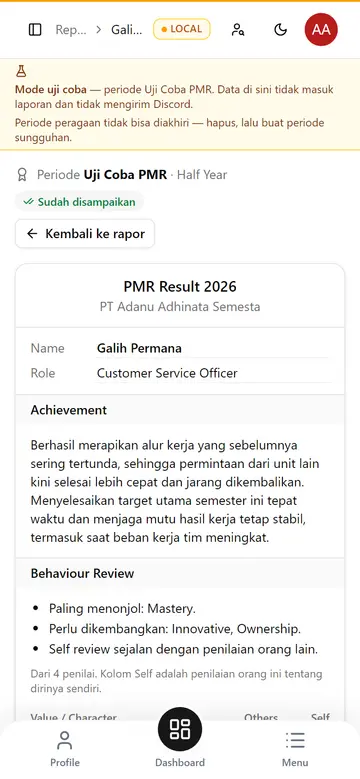 Rep... > Gali... LOCAL AA
Mode uji coba — periode Uji Coba PMR. Data di sini tidak masuk
laporan dan tidak mengirim Discord.
Periode peragaan tidak bisa diakhiri — hapus, lalu buat periode
sungguhan.
Periode Uji Coba PMR · Half Year
Sudah disampaikan
← Kembali ke rapor
PMR Result 2026
PT Adanu Adhinata Semesta
Name Galih Permana
Role Customer Service Officer
Achievement
Berhasil merapikan alur kerja yang sebelumnya
sering tertunda, sehingga permintaan dari unit lain
kini selesai lebih cepat dan jarang dikembalikan.
Menyelesaikan target utama semester ini tepat
waktu dan menjaga mutu hasil kerja tetap stabil,
termasuk saat beban kerja tim meningkat.
Behaviour Review
• Paling menonjol: Mastery.
• Perlu dikembangkan: Innovative, Ownership.
• Self review sejalan dengan penilaian orang lain.
Dari 4 penilai. Kolom Self adalah penilaian orang ini tentang
dirinya sendiri.
Value / Character Others Self
Profile Dashboard Menu